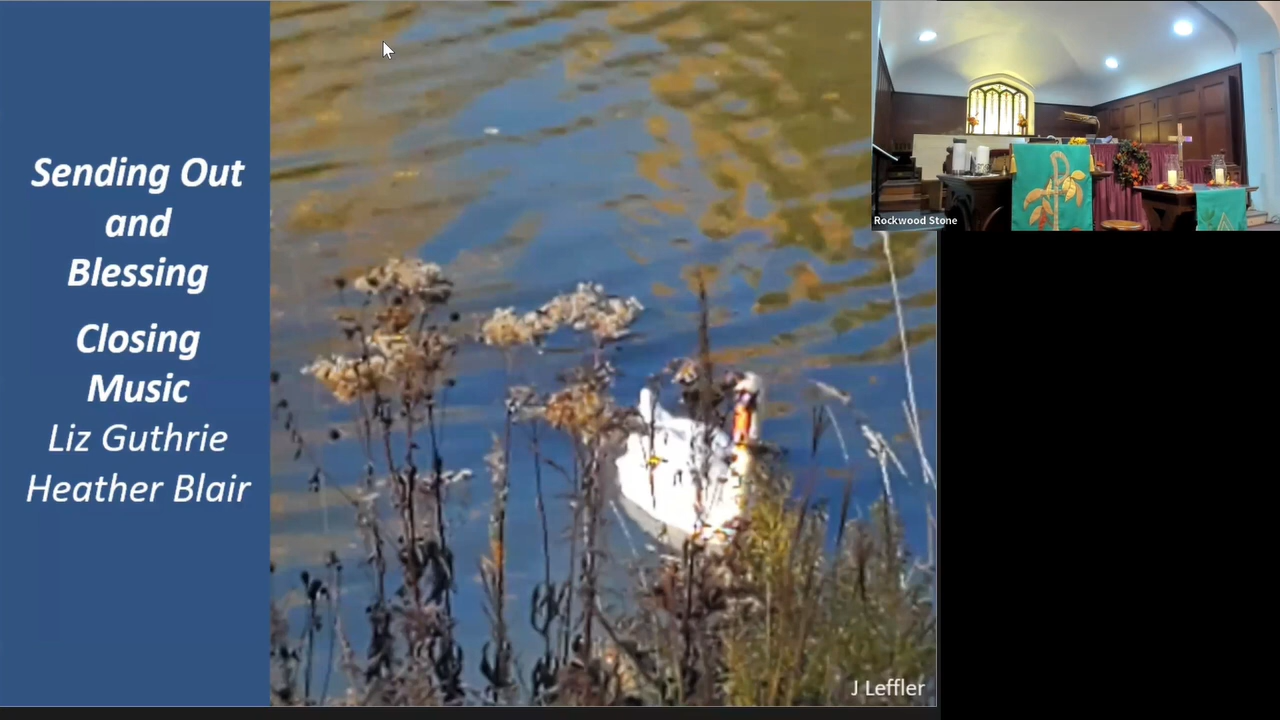 Sending Out
and
Blessing
Closing
Music
Liz Guthrie
Heather Blair
Rockwood Stone
J Leffler